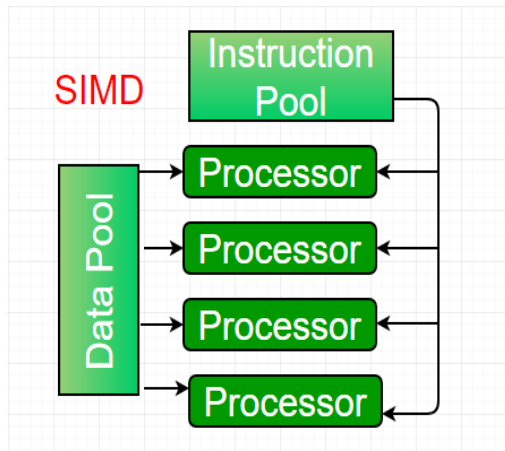 Instruction
Pool
SIMD
Processor
Data Pool
Processor
Processor
Processor